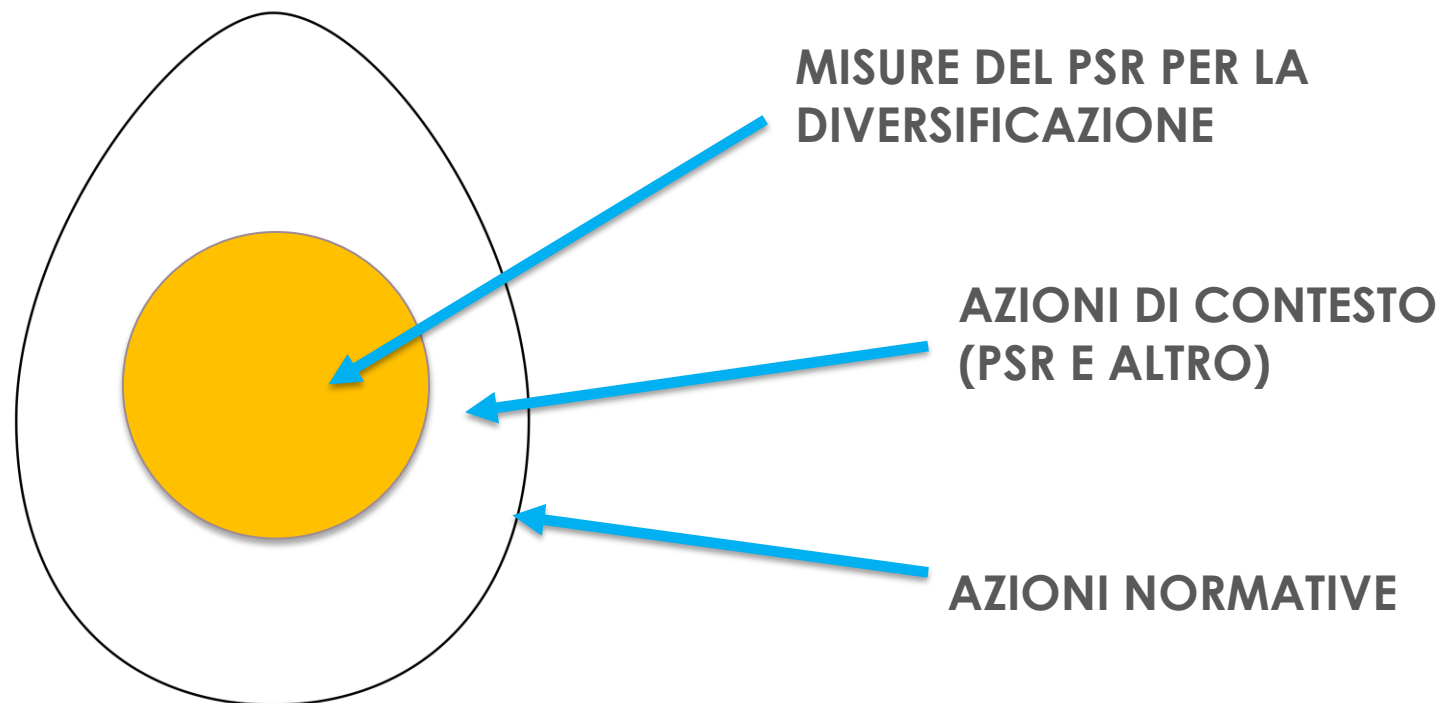 MISURE DEL PSR PER LA
DIVERSIFICAZIONE
AZIONI DI CONTESTO
(PSR E ALTRO)
AZIONI NORMATIVE